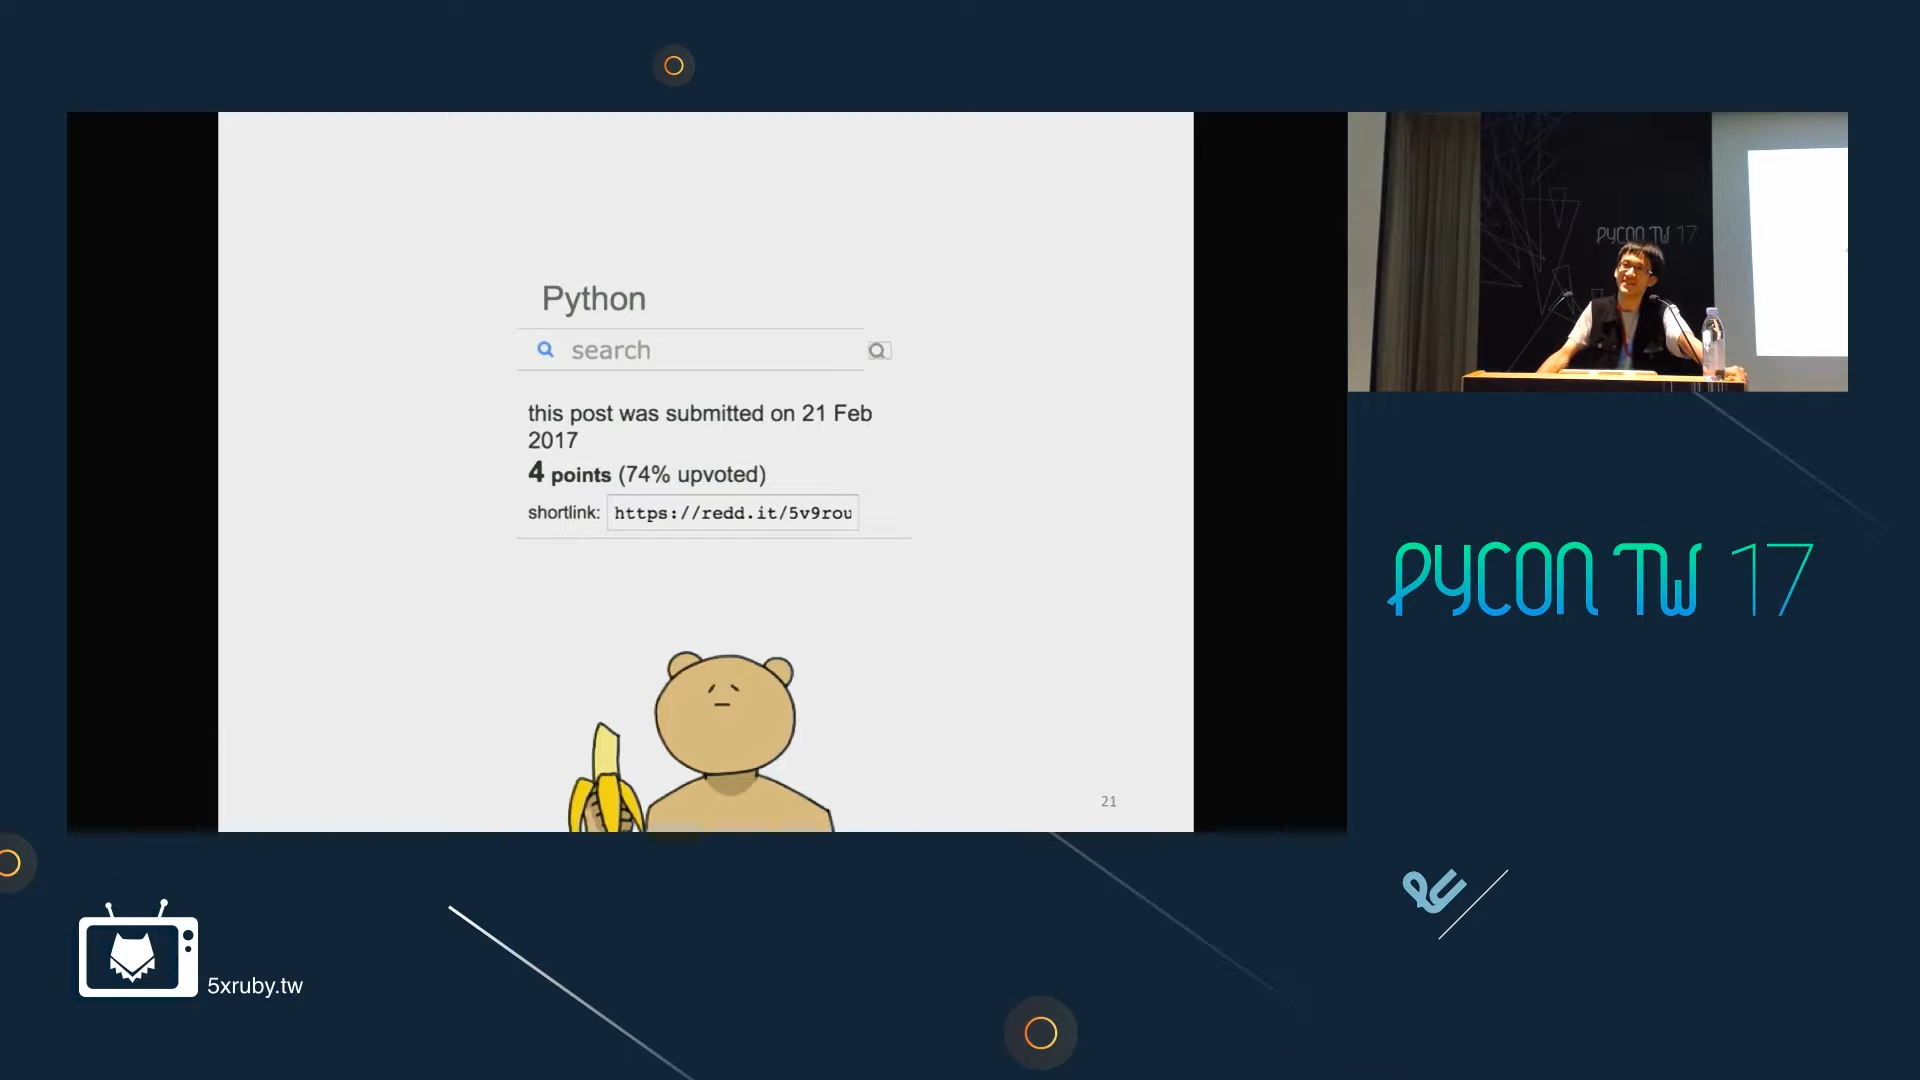 Python
search
this post was submitted on 21 Feb
2017
4 points (74% upvoted)
shortlink: https://redd.it/5v9rou
21
PYCON TW 17
PYCON TW 17
5xruby.tw